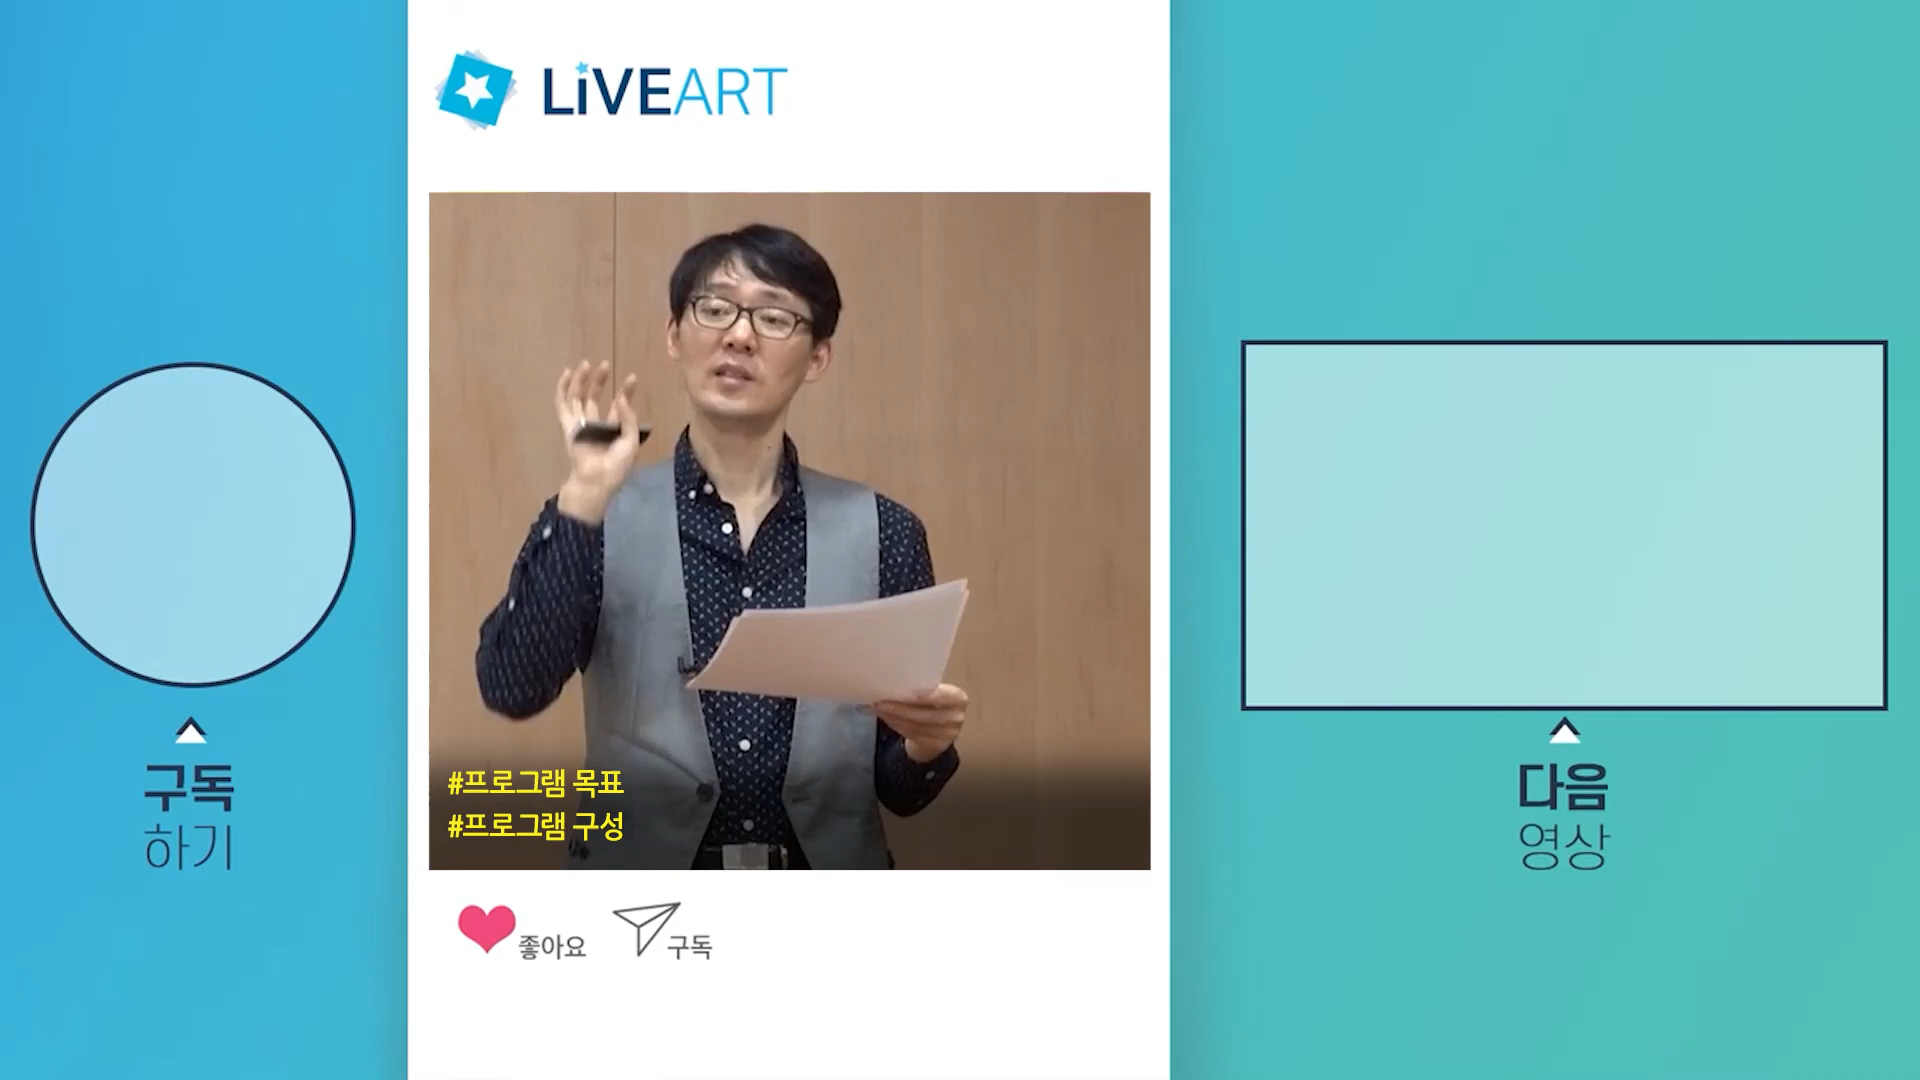 LiVEART
#프로그램 목표
#프로그램 구성
좋아요 구독
구독
하기
다음
영상